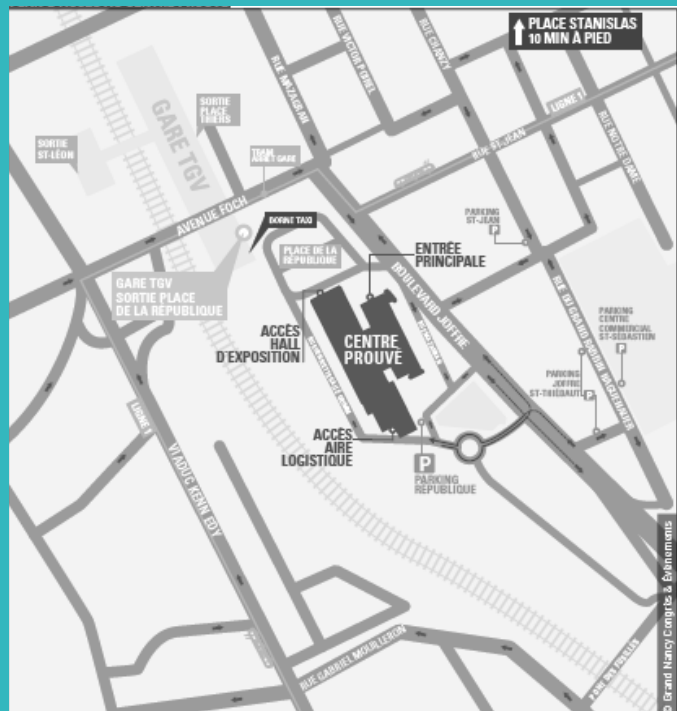 PLACE STANISLAS
10 MIN À PIED
RUE VICTOR POIREL
RUE CHANZY
RUE MAZAGRAN
SORTIE
PLACE
THIERS
GARE TGV
LIGNE 1
SORTIE
ST-LÉON
TRAM
ARRET GARE
RUE ST-JEAN
RUE NOTRE DAME
AVENUE FOCH
BORNE TAXI
PARKING
ST-JEAN
P
PLACE DE LA
RÉPUBLIQUE
ENTRÉE
PRINCIPALE
GARE TGV
SORTIE PLACE
DE LA RÉPUBLIQUE
BOULEVARD JOFFRE
ACCÈS
HALL
D'EXPOSITION
CENTRE
PROUVÉ
PARKING
CENTRE
COMMERCIAL
ST-SÉBASTIEN
P
RUE DU GRAND RABBIN HAGUENAUER
PARKING
JOFFRE
ST-THIÉBAUT
P
LIGNE 1
VIADUC KENNEDY
ACCÈS
AIRE
LOGISTIQUE
P
PARKING
RÉPUBLIQUE
RUE GABRIEL MOUILLERON
© Grand Nancy Congrès & Évènements